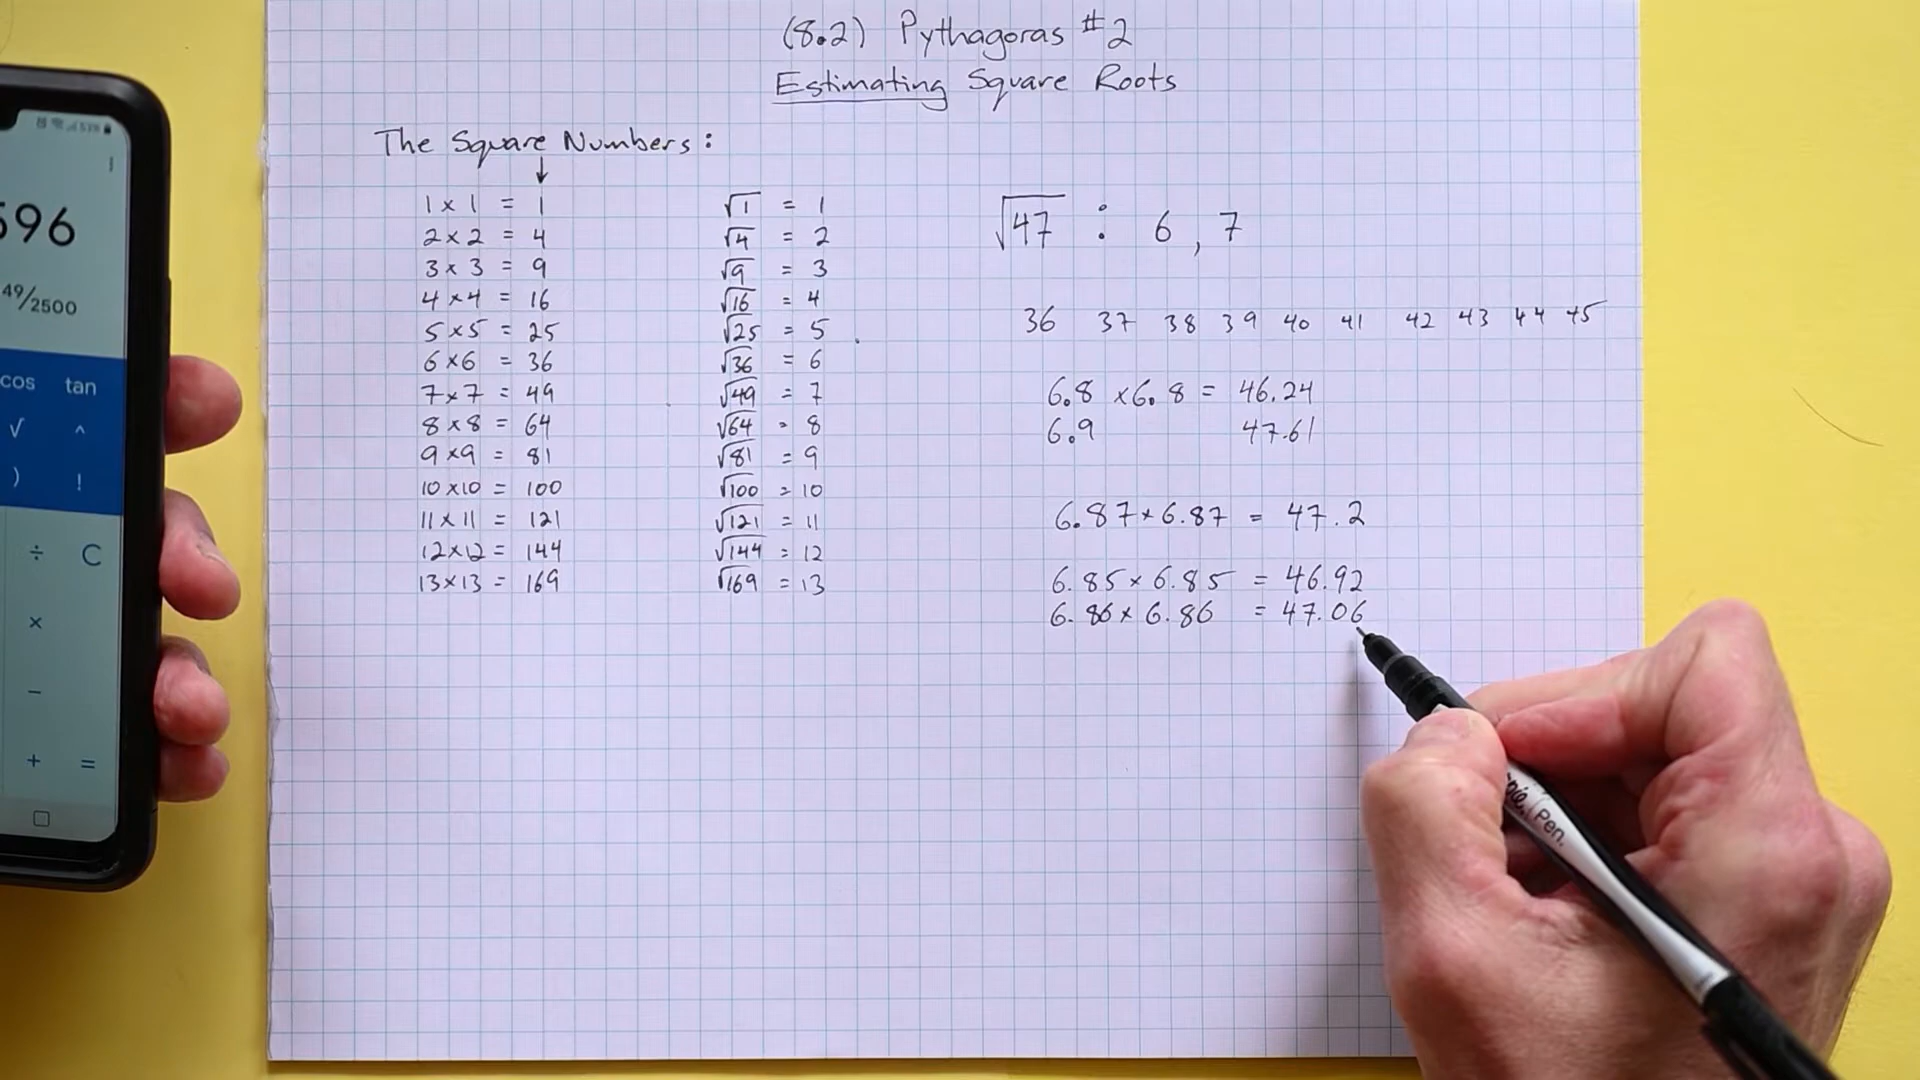 (8.2) Pythagoras #2
Estimating Square Roots
The Square Numbers:
1 x 1 = 1
2 x 2 = 4
3 x 3 = 9
4 x 4 = 16
5 x 5 = 25
6 x 6 = 36
7 x 7 = 49
8 x 8 = 64
9 x 9 = 81
10 x 10 = 100
11 x 11 = 121
12 x 12 = 144
13 x 13 = 169
√1 = 1
√4 = 2
√9 = 3
√16 = 4
√25 = 5
√36 = 6
√49 = 7
√64 = 8
√81 = 9
√100 = 10
√121 = 11
√144 = 12
√169 = 13
√47 : 6, 7
36 37 38 39 40 41 42 43 44 45
6.8 x 6.8 = 46.24
6.9 47.61
6.87 x 6.87 = 47.2
6.85 x 6.85 = 46.92
6.86 x 6.86 = 47.06
53%
596
49/2500
cos tan
√ ^
) !
÷ C
×
−
+ =
Pen.